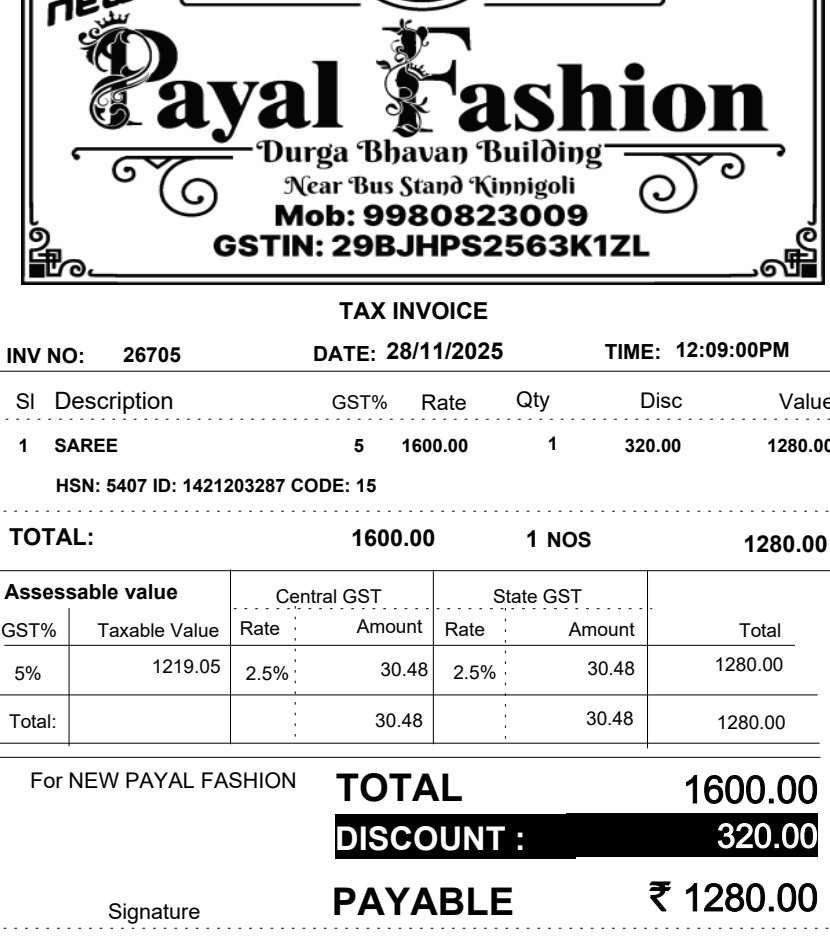 new
Payal Fashion
Durga Bhavan Building
Near Bus Stand Kinnigoli
Mob: 9980823009
GSTIN: 29BJHPS2563K1ZL
TAX INVOICE
INV NO: 26705 DATE: 28/11/2025 TIME: 12:09:00PM
Sl Description GST% Rate Qty Disc Value
1 SAREE 5 1600.00 1 320.00 1280.00
HSN: 5407 ID: 1421203287 CODE: 15
TOTAL: 1600.00 1 NOS 1280.00
Assessable value Central GST State GST
GST% Taxable Value Rate Amount Rate Amount Total
5% 1219.05 2.5% 30.48 2.5% 30.48 1280.00
Total: 30.48 30.48 1280.00
For NEW PAYAL FASHION TOTAL 1600.00
DISCOUNT : 320.00
PAYABLE ₹ 1280.00
Signature